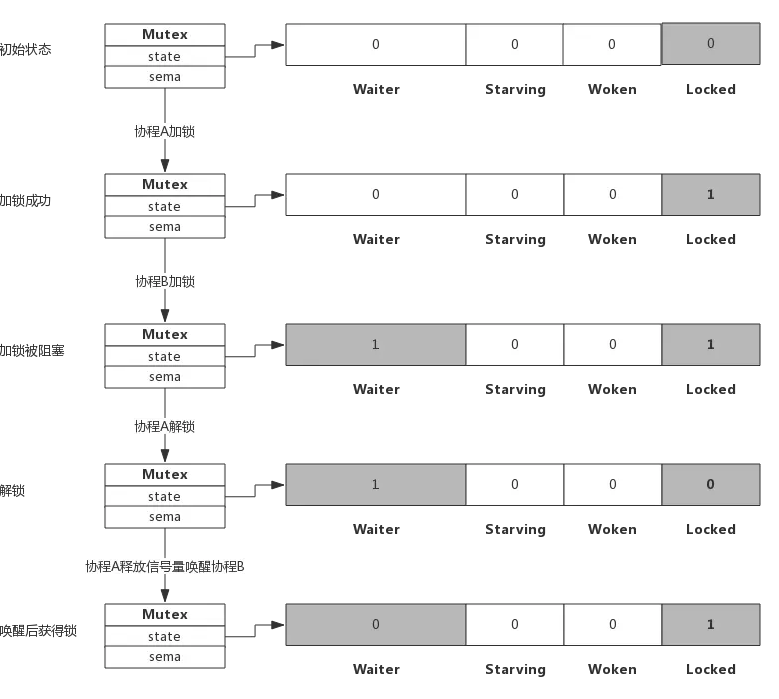 Mutex
初始状态
state
sema
0
0
0
0
Waiter
Starving
Woken
Locked
协程A加锁
Mutex
加锁成功
state
sema
0
0
0
1
Waiter
Starving
Woken
Locked
协程B加锁
Mutex
加锁被阻塞
state
sema
1
0
0
1
Waiter
Starving
Woken
Locked
协程A解锁
Mutex
解锁
state
sema
1
0
0
0
Waiter
Starving
Woken
Locked
协程A释放信号量唤醒协程B
Mutex
唤醒后获得锁
state
sema
0
0
0
1
Waiter
Starving
Woken
Locked